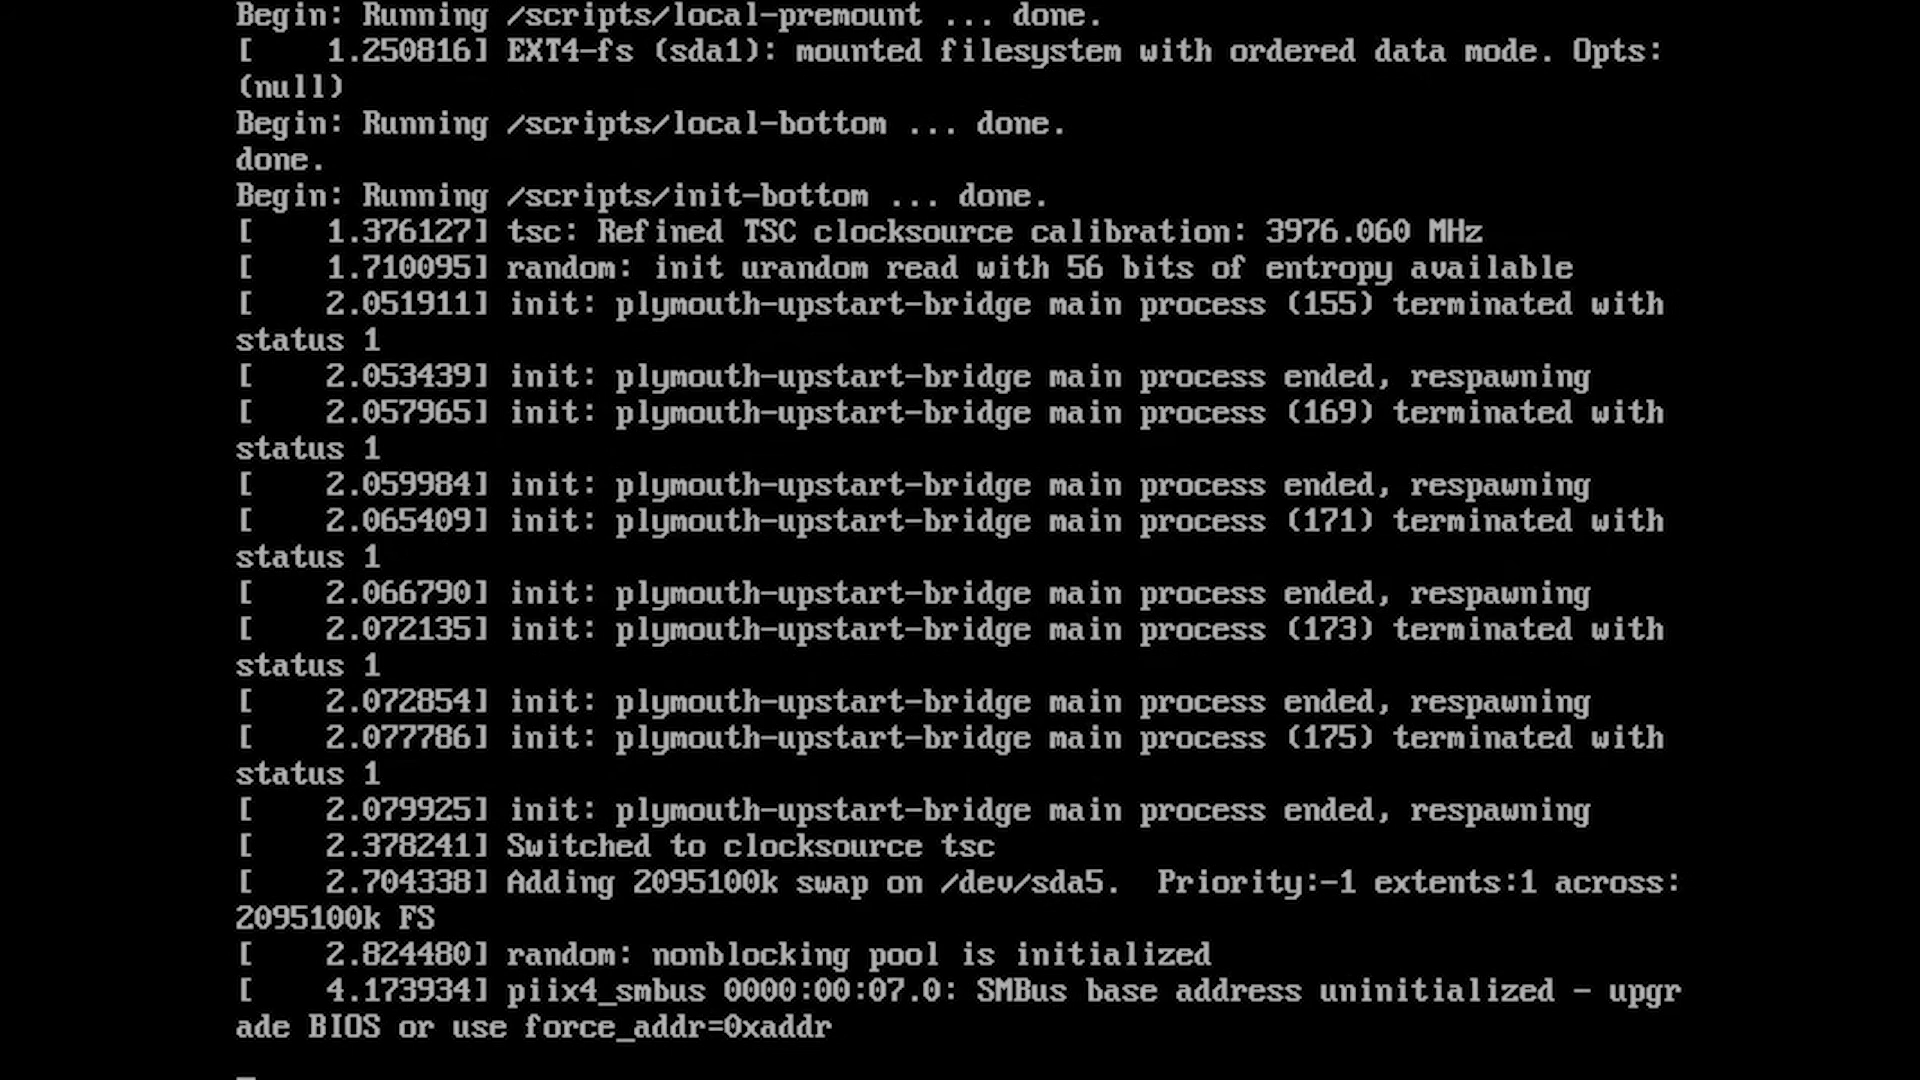 Begin: Running /scripts/local-premount ... done.
[    1.250816] EXT4-fs (sda1): mounted filesystem with ordered data mode. Opts:
(null)
Begin: Running /scripts/local-bottom ... done.
done.
Begin: Running /scripts/init-bottom ... done.
[    1.376127] tsc: Refined TSC clocksource calibration: 3976.060 MHz
[    1.710095] random: init urandom read with 56 bits of entropy available
[    2.051911] init: plymouth-upstart-bridge main process (155) terminated with
status 1
[    2.053439] init: plymouth-upstart-bridge main process ended, respawning
[    2.057965] init: plymouth-upstart-bridge main process (169) terminated with
status 1
[    2.059984] init: plymouth-upstart-bridge main process ended, respawning
[    2.065409] init: plymouth-upstart-bridge main process (171) terminated with
status 1
[    2.066790] init: plymouth-upstart-bridge main process ended, respawning
[    2.072135] init: plymouth-upstart-bridge main process (173) terminated with
status 1
[    2.072854] init: plymouth-upstart-bridge main process ended, respawning
[    2.077786] init: plymouth-upstart-bridge main process (175) terminated with
status 1
[    2.079925] init: plymouth-upstart-bridge main process ended, respawning
[    2.378241] Switched to clocksource tsc
[    2.704338] Adding 2095100k swap on /dev/sda5.  Priority:-1 extents:1 across:
2095100k FS
[    2.824480] random: nonblocking pool is initialized
[    4.173934] piix4_smbus 0000:00:07.0: SMBus base address uninitialized - upgr
ade BIOS or use force_addr=0xaddr